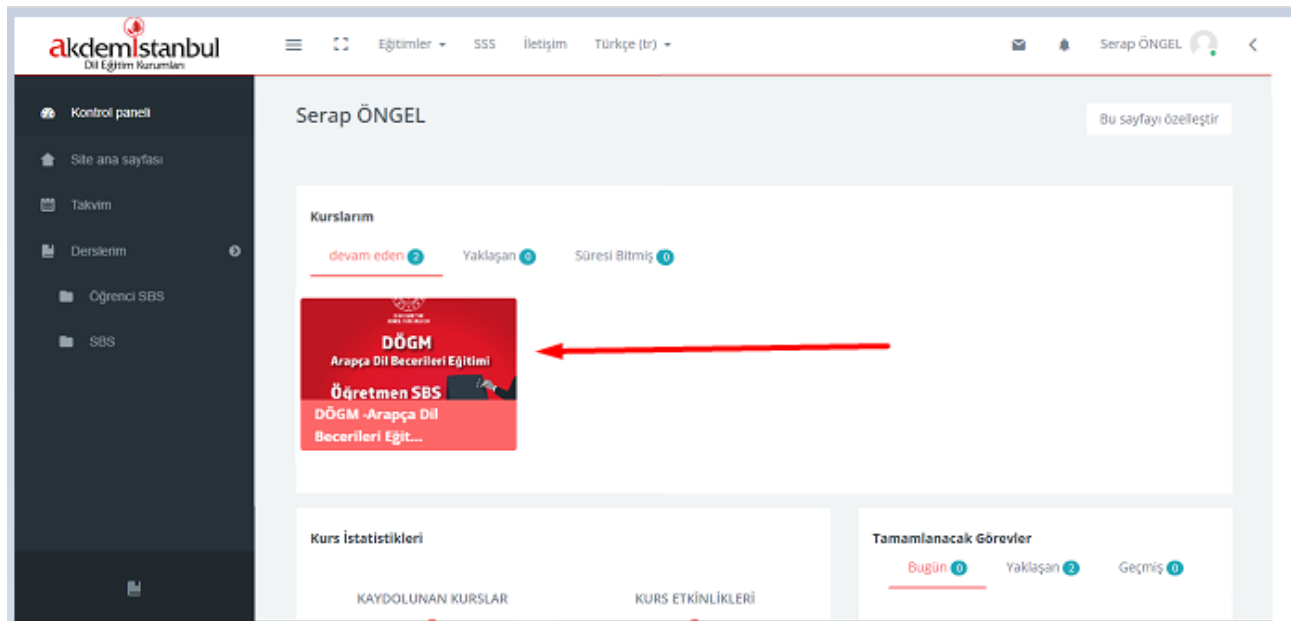 akdemistanbul
Dil Eğitim Kurumları
Eğitimler SSS İletişim Türkçe (tr)
Serap ÖNGEL
Kontrol paneli
Site ana sayfası
Takvim
Derslerim
Öğrenci SBS
SBS
Serap ÖNGEL
Bu sayfayı özelleştir
Kurslarım
devam eden 2 Yaklaşan 0 Süresi Bitmiş 0
DÖGM
Arapça Dil Becerileri Eğitimi
Öğretmen SBS
DÖGM -Arapça Dil
Becerileri Eğit...
Kurs İstatistikleri
KAYDOLUNAN KURSLAR KURS ETKİNLİKLERİ
Tamamlanacak Görevler
Bugün 0 Yaklaşan 2 Geçmiş 0